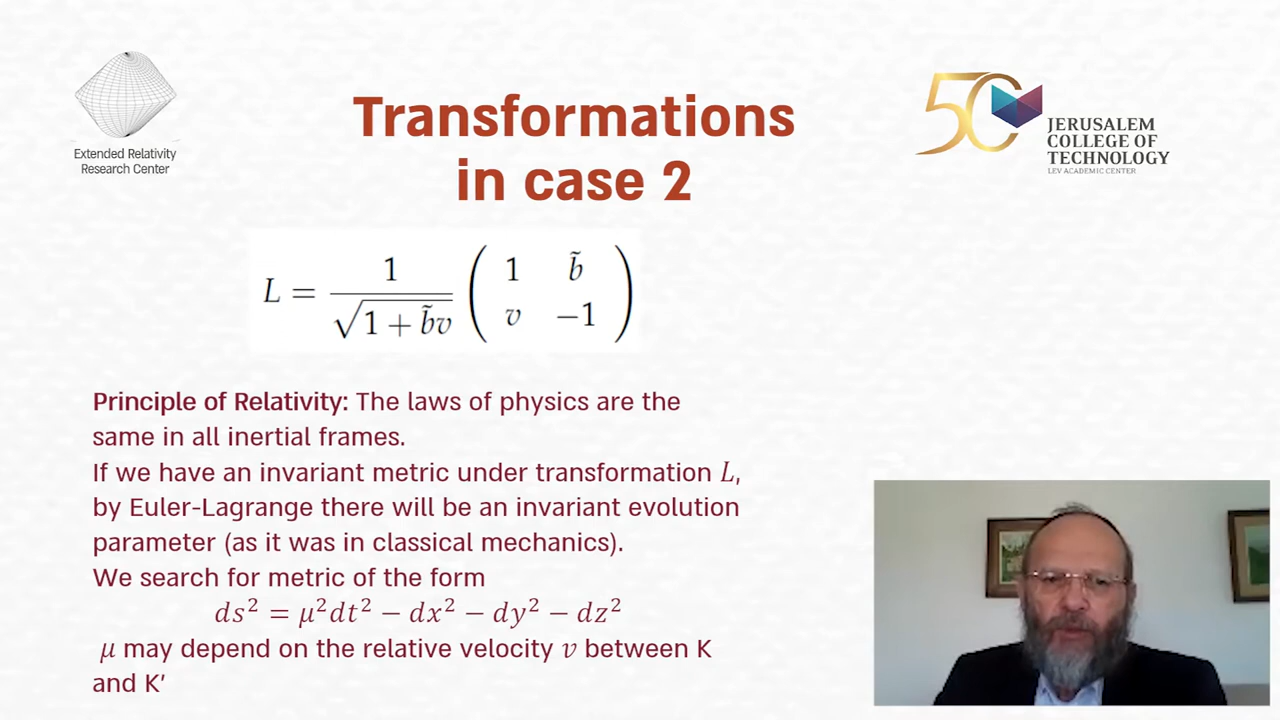 Extended Relativity
Research Center
Transformations
in case 2
50
JERUSALEM
COLLEGE OF
TECHNOLOGY
LEV ACADEMIC CENTER
L = 1/√(1 + b̃v) ( 1 b̃
v −1 )
Principle of Relativity: The laws of physics are the
same in all inertial frames.
If we have an invariant metric under transformation L,
by Euler-Lagrange there will be an invariant evolution
parameter (as it was in classical mechanics).
We search for metric of the form
ds² = μ²dt² − dx² − dy² − dz²
μ may depend on the relative velocity v between K
and K'